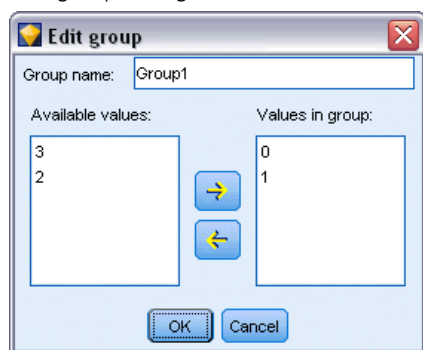 Edit group
Group name: Group1
Available values: Values in group:
3 0
2 1
OK Cancel